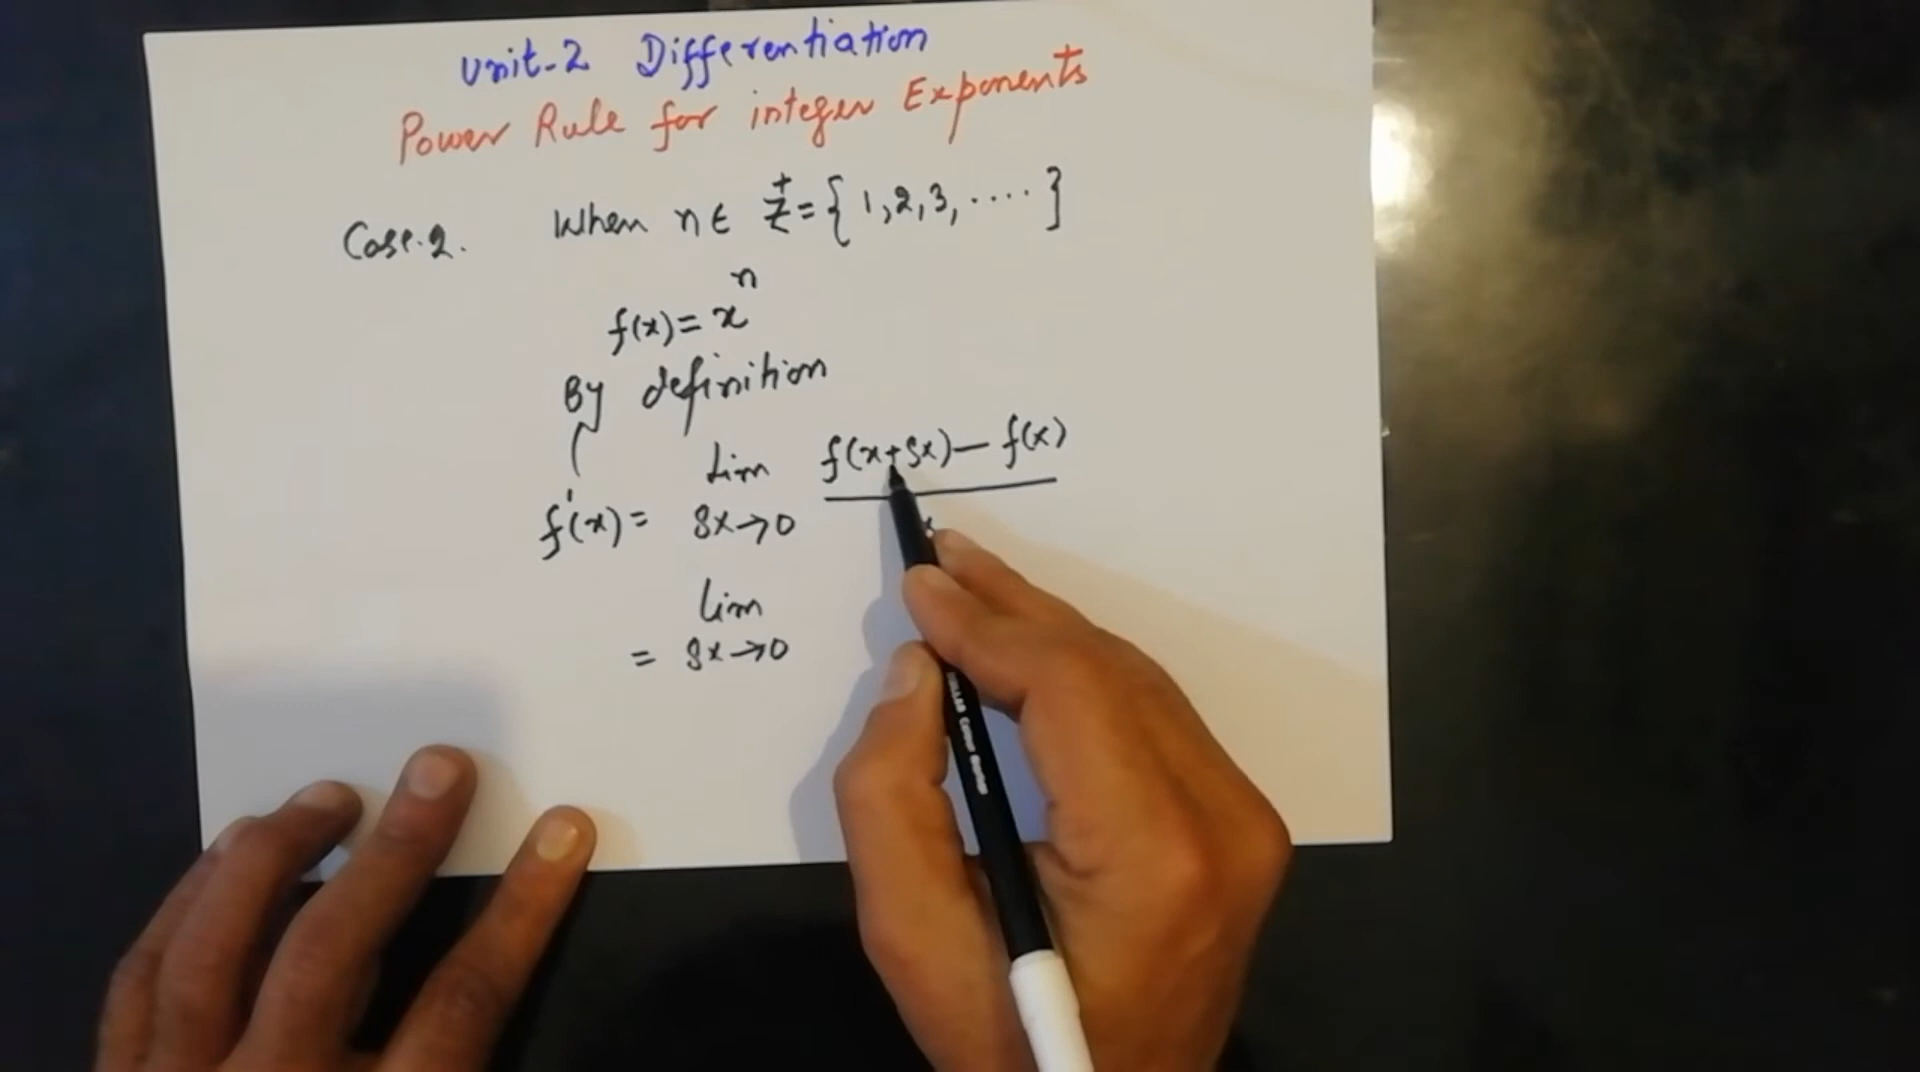 Unit-2 Differentiation
Power Rule for integer Exponents
Case.2. When n ∈ Z⁺ = { 1, 2, 3, .... }
f(x) = xⁿ
By definition
f'(x) = Lim δx→0 f(x+δx) — f(x)
= lim δx→0